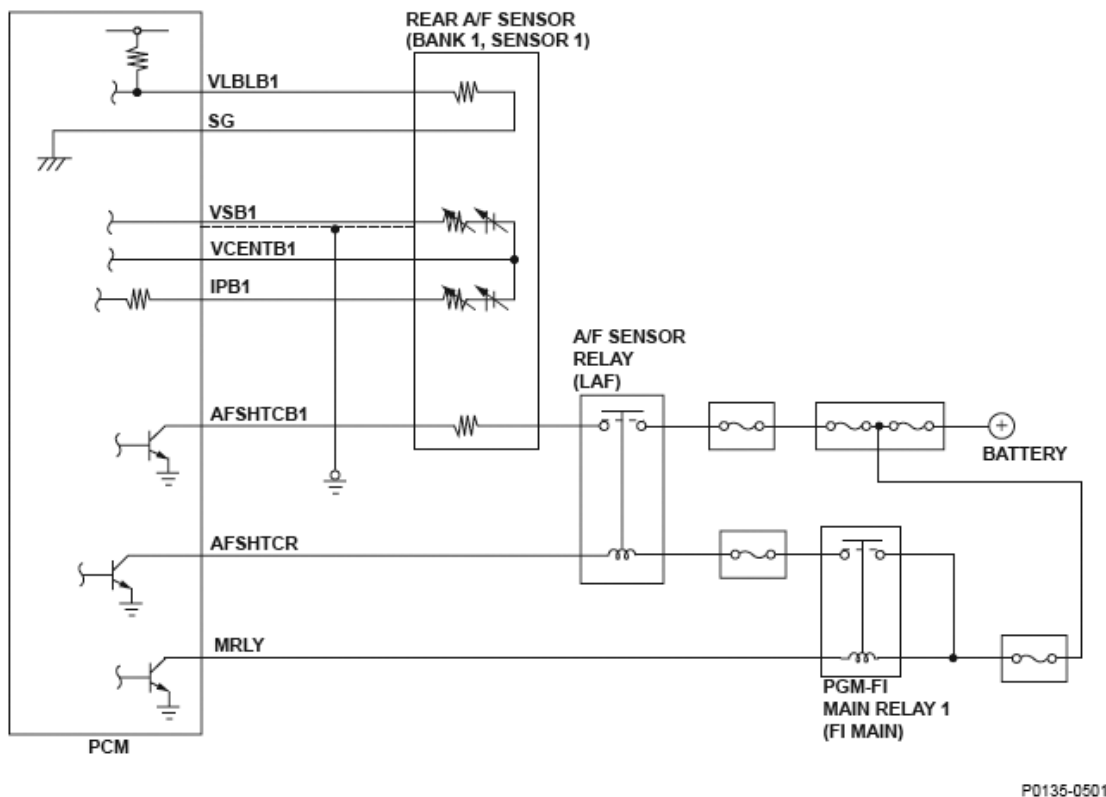 REAR A/F SENSOR
(BANK 1, SENSOR 1)
VLBLB1
SG
VSB1
VCENTB1
IPB1
A/F SENSOR
RELAY
(LAF)
AFSHTCB1
+
BATTERY
AFSHTCR
MRLY
PGM-FI
MAIN RELAY 1
(FI MAIN)
PCM
P0135-0501